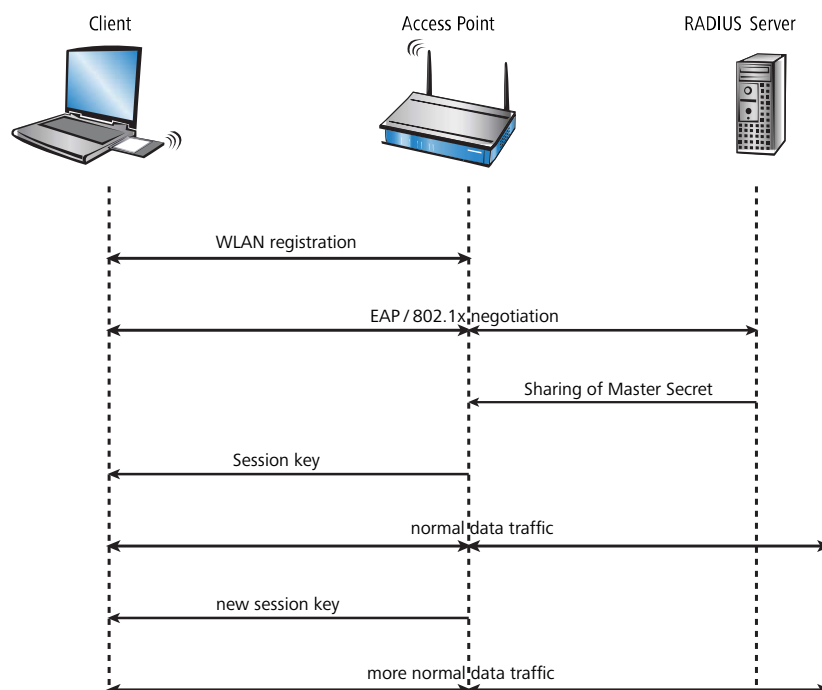 Client
Access Point
RADIUS Server
WLAN registration
EAP / 802.1x negotiation
Sharing of Master Secret
Session key
normal data traffic
new session key
more normal data traffic